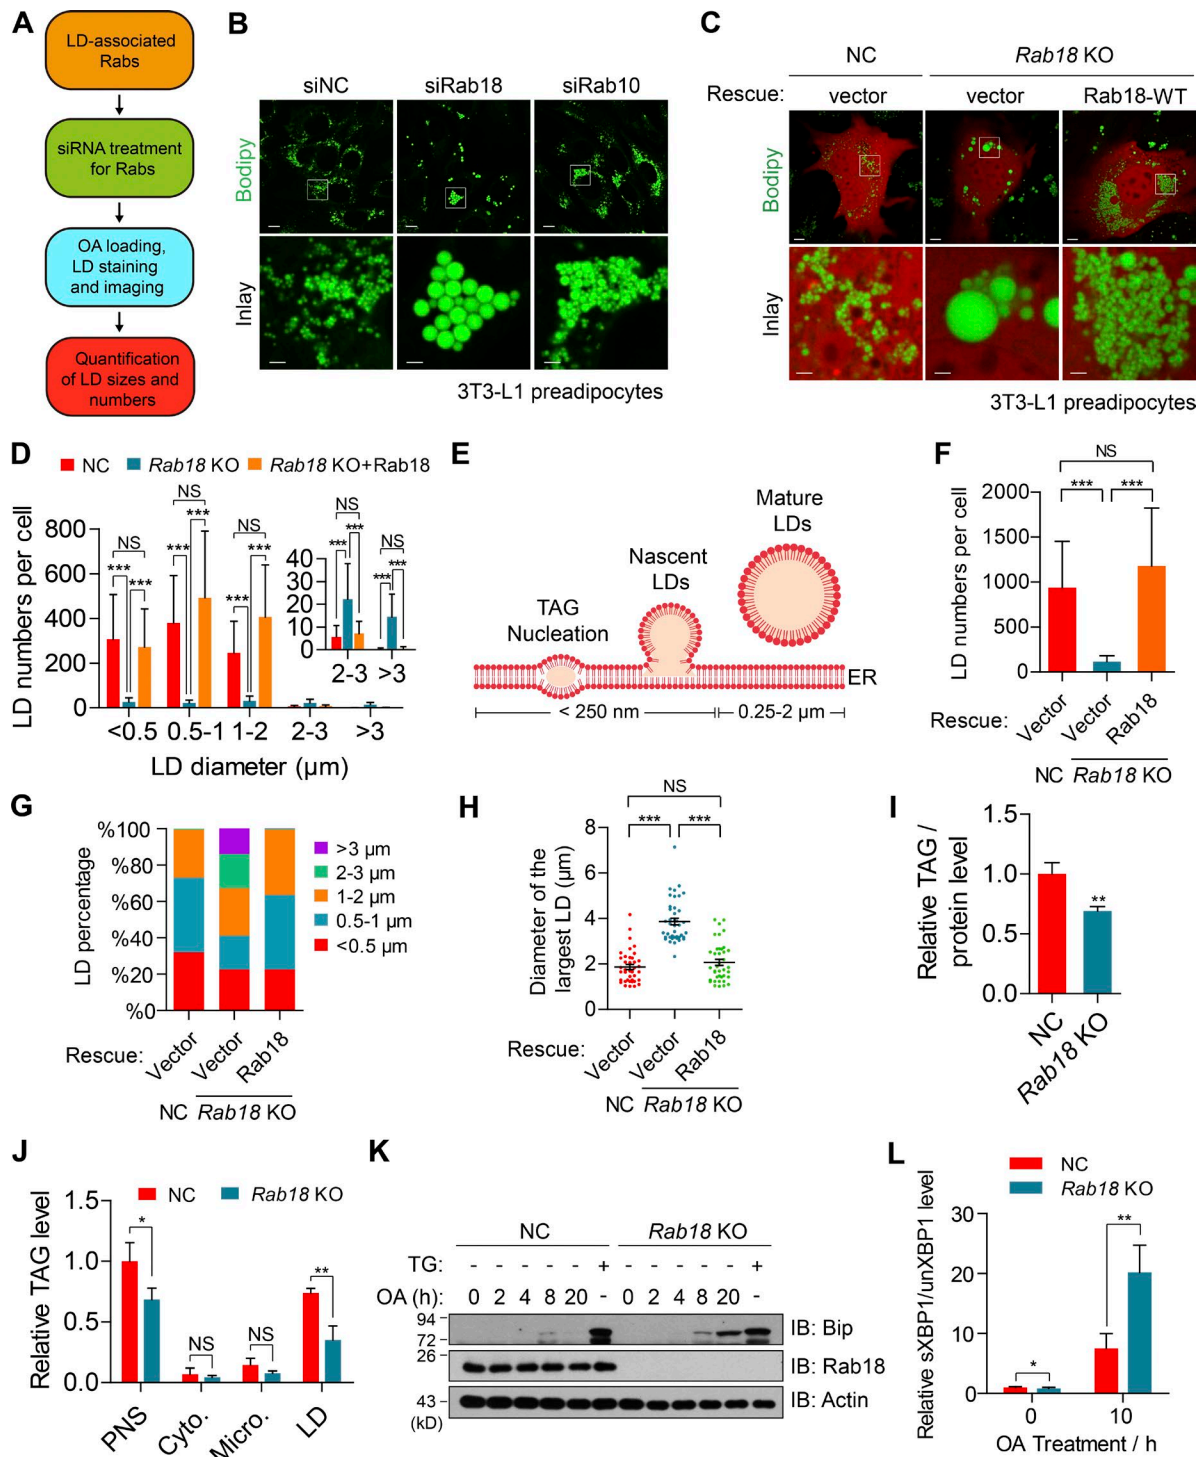 A
LD-associated
Rabs
siRNA treatment
for Rabs
OA loading,
LD staining
and imaging
Quantification
of LD sizes and
numbers
B
siNC siRab18 siRab10
Bodipy
Inlay
3T3-L1 preadipocytes
C
NC Rab18 KO
Rescue: vector vector Rab18-WT
Bodipy
Inlay
3T3-L1 preadipocytes
D
NC Rab18 KO Rab18 KO+Rab18
LD numbers per cell
800
600
400
200
0
NS
*** ***
NS
*** ***
NS
*** ***
40
30
20
10
0
NS
*** ***
NS
*** ***
2-3 >3
<0.5 0.5-1 1-2 2-3 >3
LD diameter (µm)
E
Mature
LDs
Nascent
LDs
TAG
Nucleation
ER
< 250 nm 0.25-2 µm
F
LD numbers per cell
2000
1500
1000
500
0
NS
*** ***
Rescue: Vector Vector Rab18
NC Rab18 KO
G
LD percentage
%100
%80
%60
%40
%20
%0
>3 µm
2-3 µm
1-2 µm
0.5-1 µm
<0.5 µm
Rescue: Vector Vector Rab18
NC Rab18 KO
H
Diameter of the
largest LD (µm)
8
6
4
2
0
NS
*** ***
Rescue: Vector Vector Rab18
NC Rab18 KO
I
Relative TAG /
protein level
1.5
1.0
0.5
0.0
**
NC
Rab18 KO
J
NC Rab18 KO
Relative TAG level
1.5
1.0
0.5
0.0
*
NS
NS
**
PNS Cyto. Micro. LD
K
NC Rab18 KO
TG: - - - - - + - - - - - +
OA (h): 0 2 4 8 20 - 0 2 4 8 20 -
94
72
IB: Bip
26
IB: Rab18
43
IB: Actin
(kD)
L
NC
Rab18 KO
Relative sXBP1/unXBP1 level
30
20
10
0
*
**
0 10
OA Treatment / h